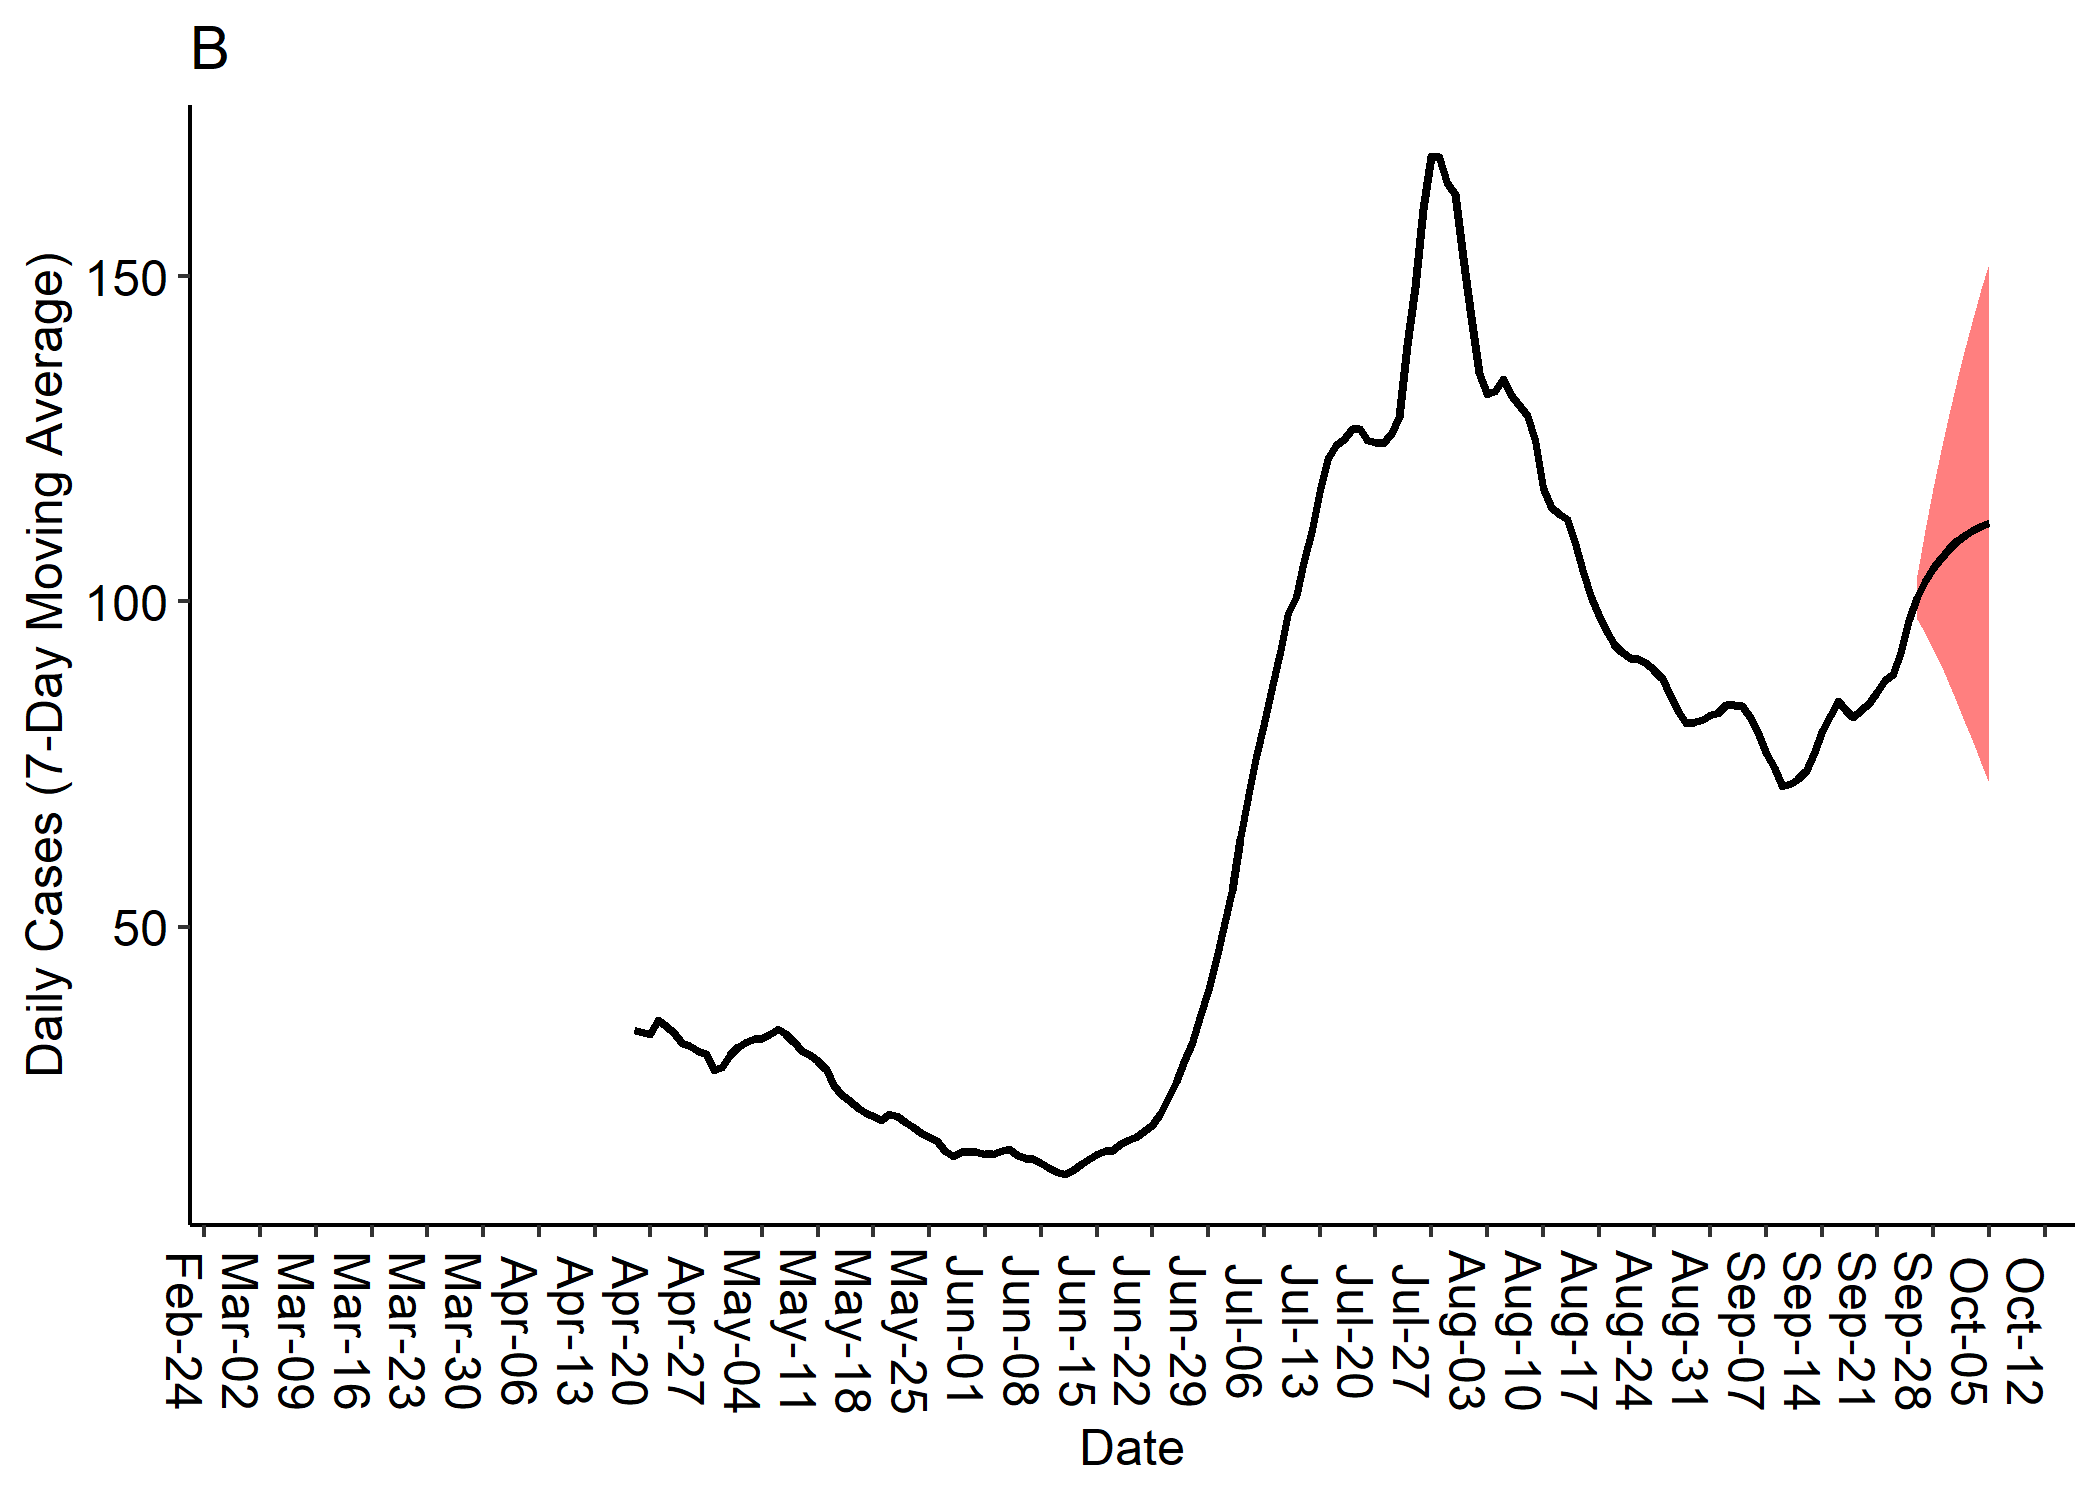 B
Daily Cases (7-Day Moving Average)
150
100
50
Feb-24
Mar-02
Mar-09
Mar-16
Mar-23
Mar-30
Apr-06
Apr-13
Apr-20
Apr-27
May-04
May-11
May-18
May-25
Jun-01
Jun-08
Jun-15
Jun-22
Jun-29
Jul-06
Jul-13
Jul-20
Jul-27
Aug-03
Aug-10
Aug-17
Aug-24
Aug-31
Sep-07
Sep-14
Sep-21
Sep-28
Oct-05
Oct-12
Date